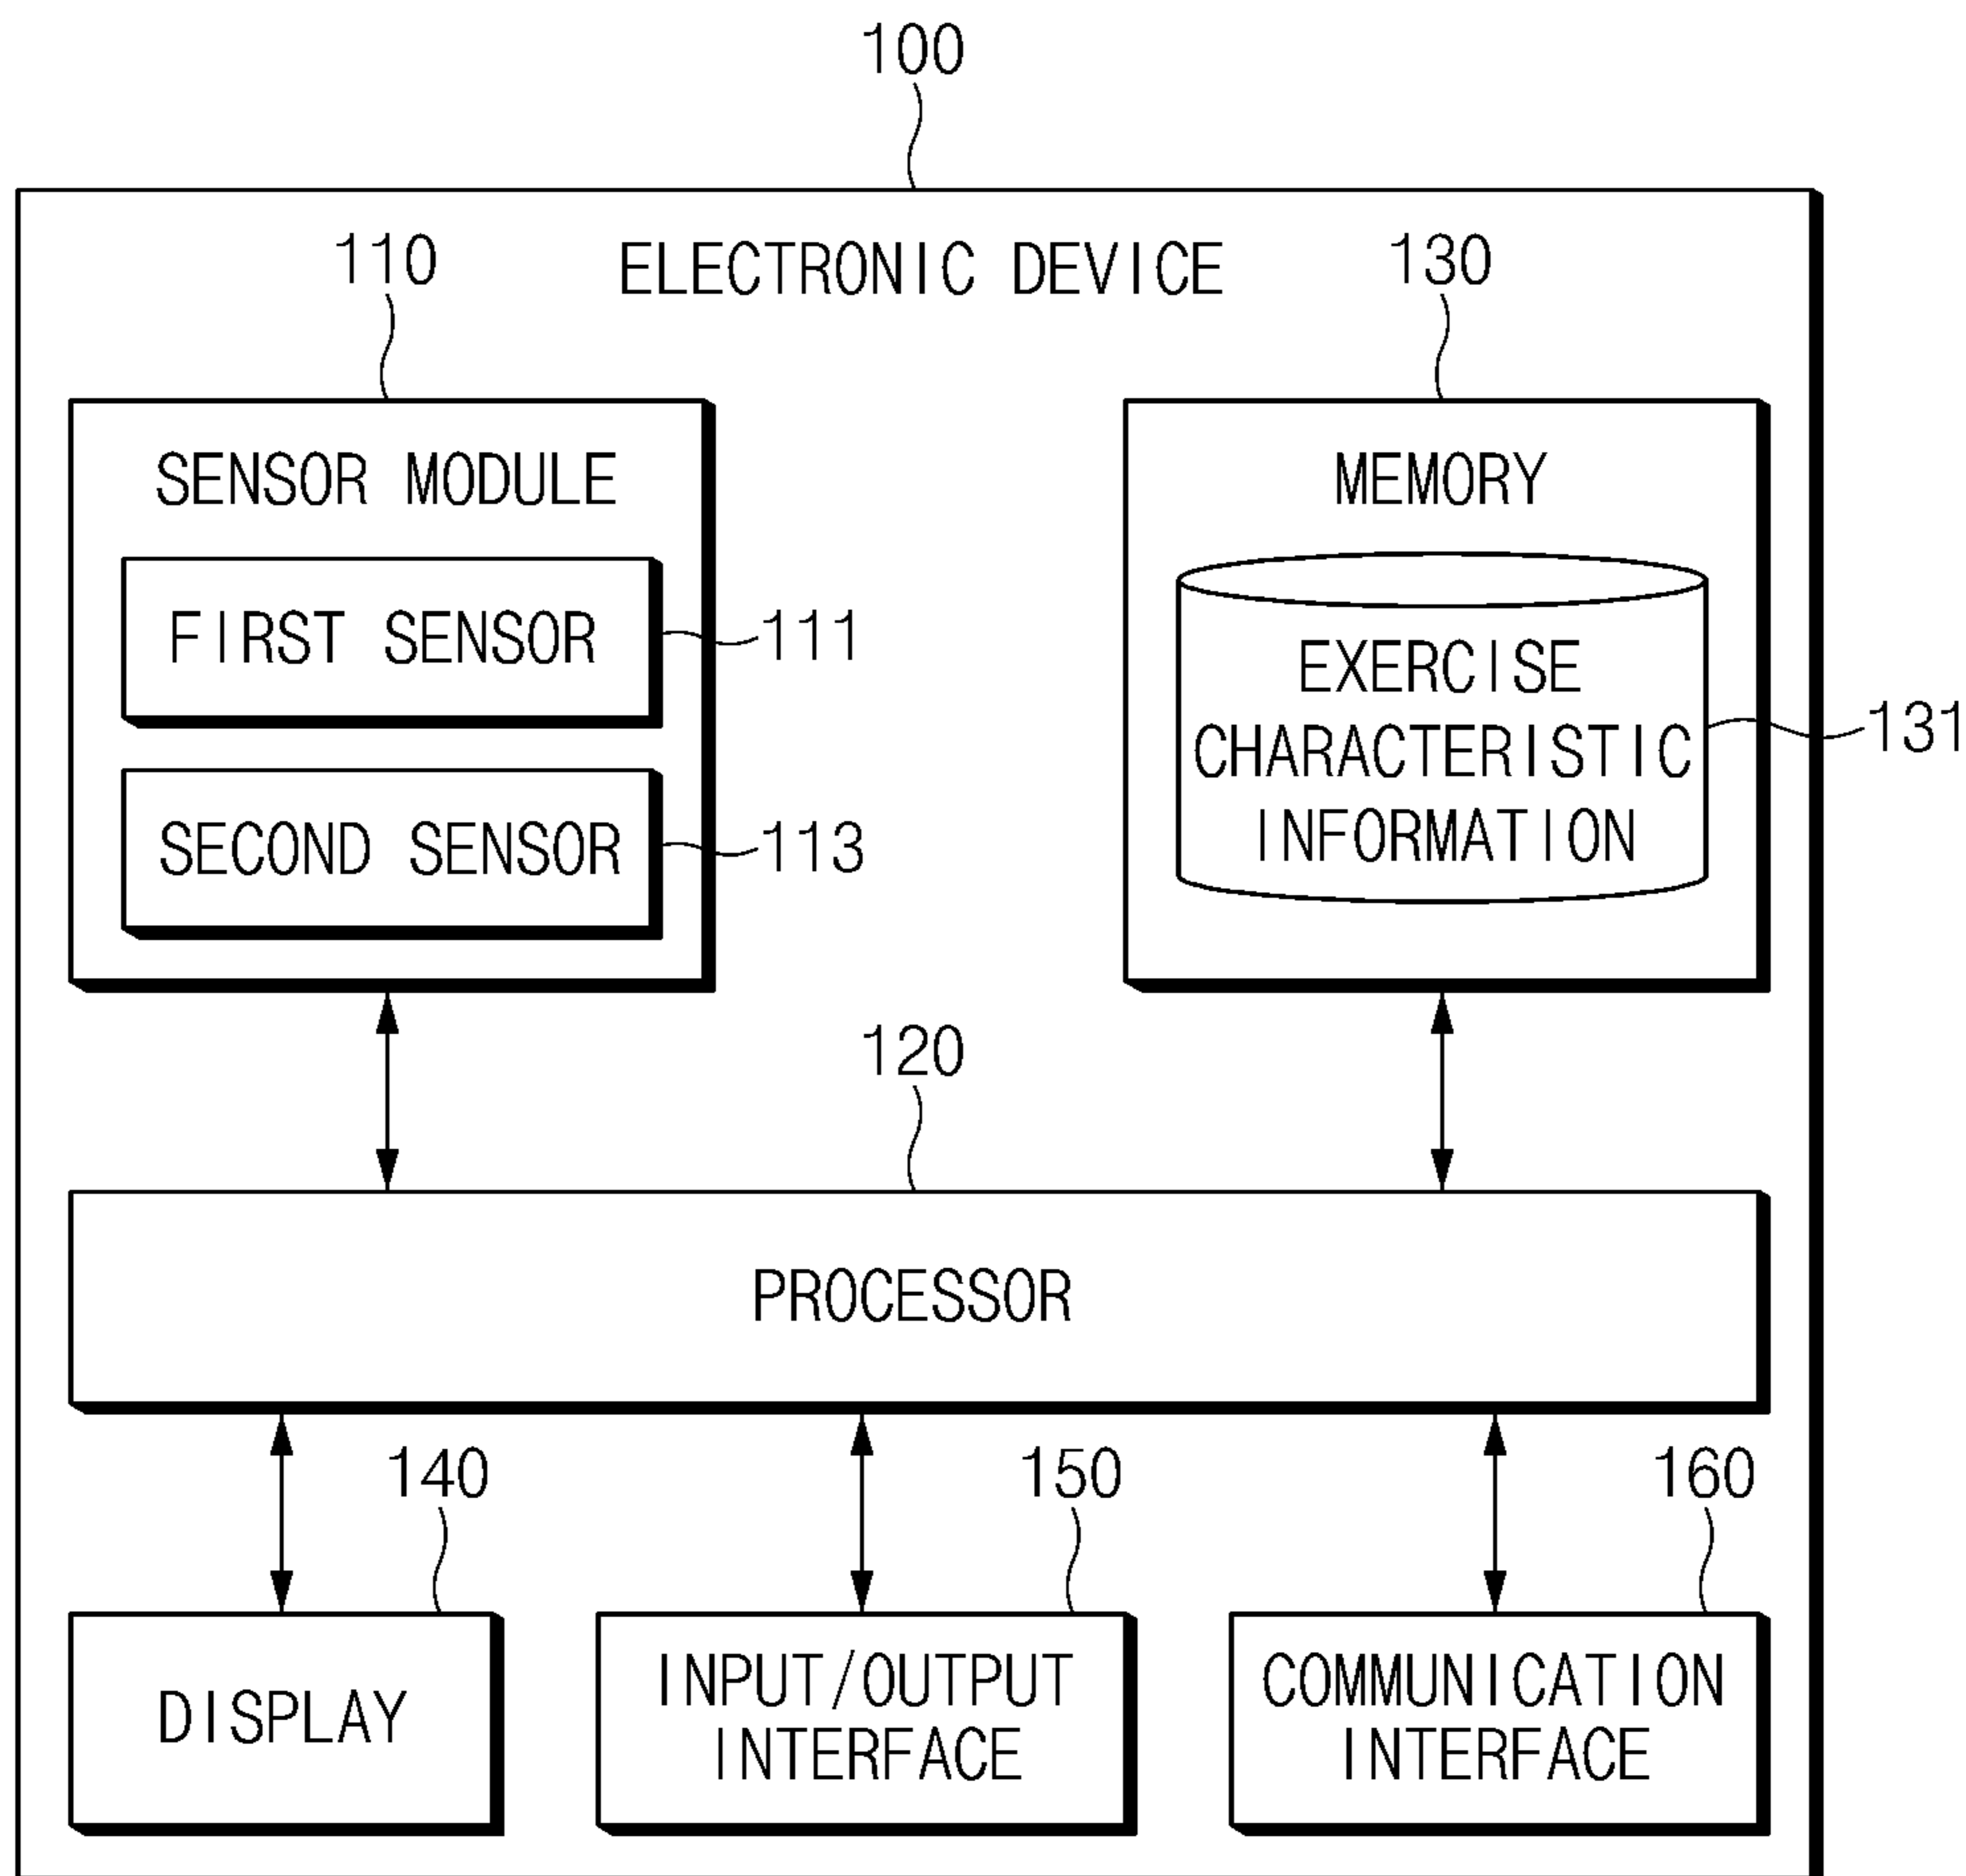 100
ELECTRONIC DEVICE
110
130
SENSOR MODULE
FIRST SENSOR
111
SECOND SENSOR
113
MEMORY
EXERCISE
CHARACTERISTIC
INFORMATION
131
120
PROCESSOR
140
150
160
DISPLAY
INPUT/OUTPUT
INTERFACE
COMMUNICATION
INTERFACE